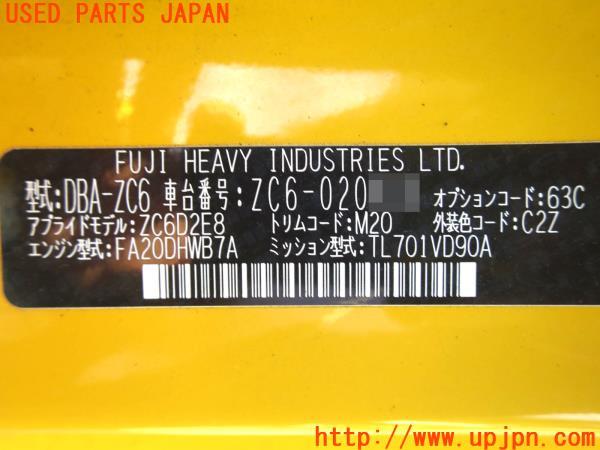 USED PARTS JAPAN
FUJI HEAVY INDUSTRIES LTD.
型式:DBA-ZC6 車台番号:ZC6-020 オプションコード:63C
アプライドモデル:ZC6D2E8 トリムコード:M20 外装色コード:C2Z
エンジン型式:FA20DHWB7A ミッション型式:TL701VD90A
UPJ
http://www.upjpn.com/